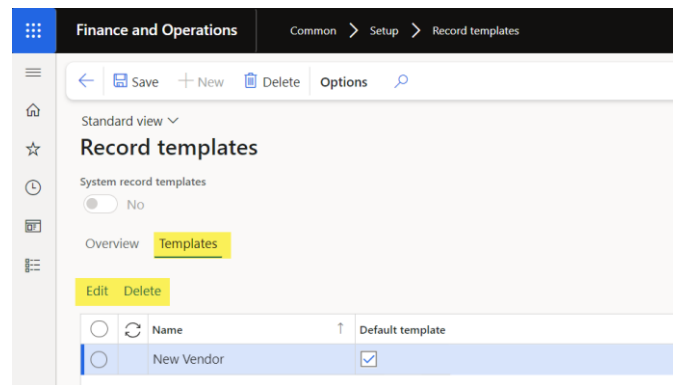 Finance and Operations Common Setup Record templates
Save New Delete Options
Standard view
Record templates
System record templates
No
Overview Templates
Edit Delete
Name Default template
New Vendor